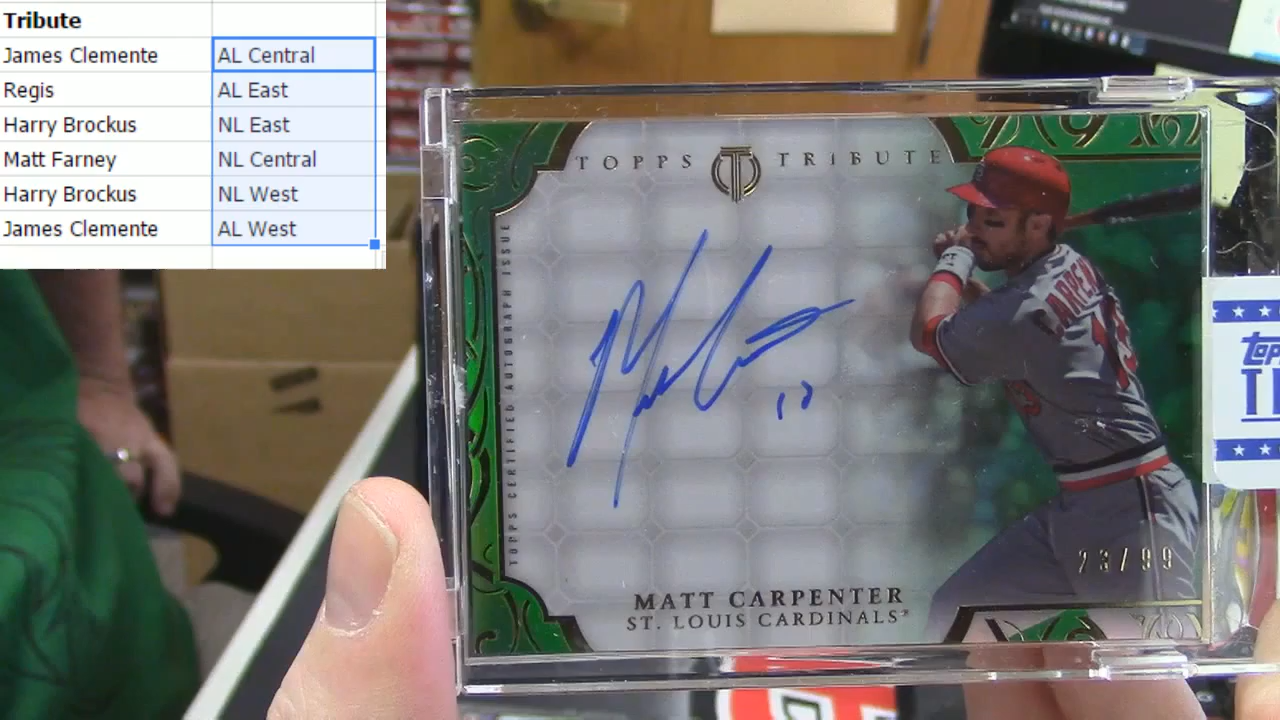 Tribute
James Clemente AL Central
Regis AL East
Harry Brockus NL East
Matt Farney NL Central
Harry Brockus NL West
James Clemente AL West
TOPPS T TRIBUTE
TOPPS CERTIFIED AUTOGRAPH ISSUE
13
23/99
MATT CARPENTER
ST. LOUIS CARDINALS